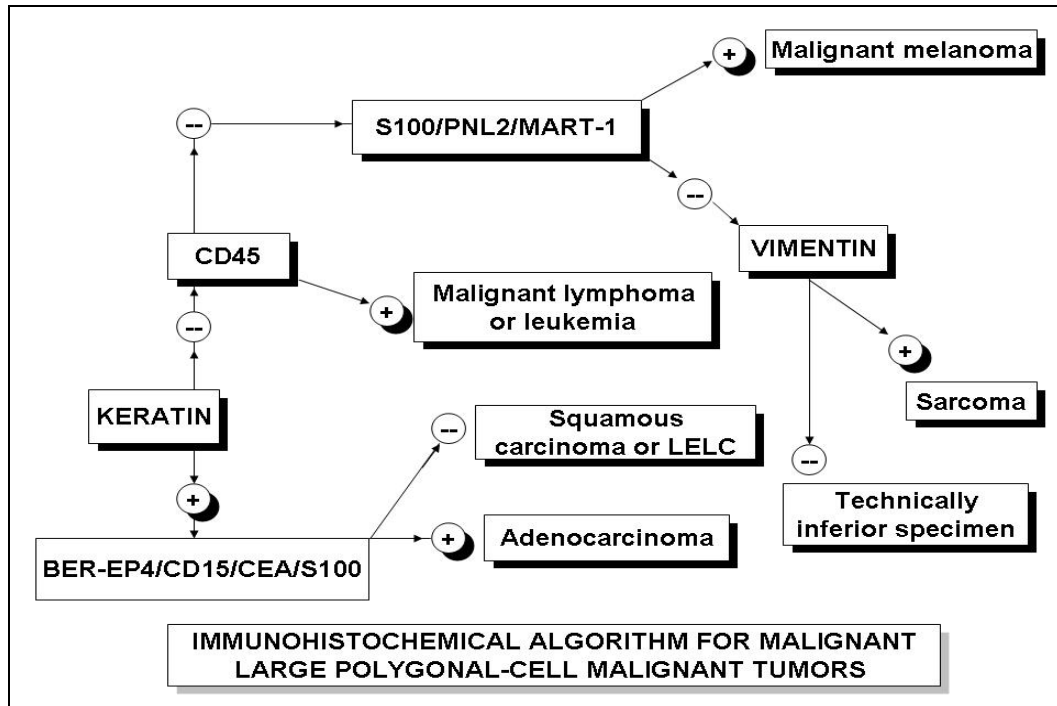 +
Malignant melanoma
--
S100/PNL2/MART-1
--
VIMENTIN
CD45
+
Malignant lymphoma
or leukemia
--
+
Sarcoma
KERATIN
--
Squamous
carcinoma or LELC
--
Technically
inferior specimen
+
BER-EP4/CD15/CEA/S100
+
Adenocarcinoma
IMMUNOHISTOCHEMICAL ALGORITHM FOR MALIGNANT
LARGE POLYGONAL-CELL MALIGNANT TUMORS